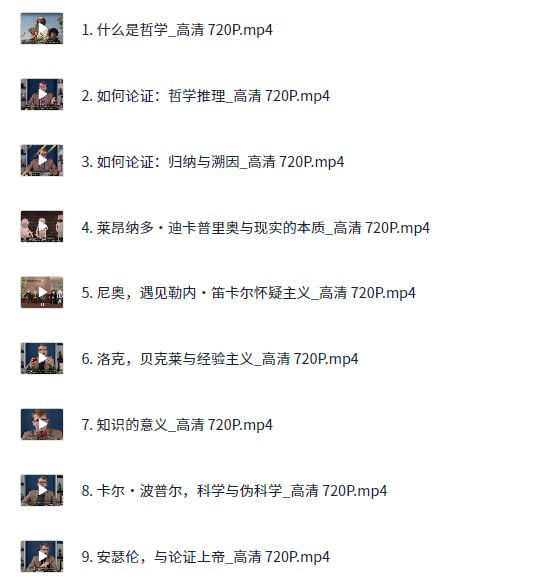 1. 什么是哲学_高清 720P.mp4
2. 如何论证：哲学推理_高清 720P.mp4
3. 如何论证：归纳与溯因_高清 720P.mp4
4. 莱昂纳多·迪卡普里奥与现实的本质_高清 720P.mp4
5. 尼奥，遇见勒内·笛卡尔怀疑主义_高清 720P.mp4
6. 洛克，贝克莱与经验主义_高清 720P.mp4
7. 知识的意义_高清 720P.mp4
8. 卡尔·波普尔，科学与伪科学_高清 720P.mp4
9. 安瑟伦，与论证上帝_高清 720P.mp4